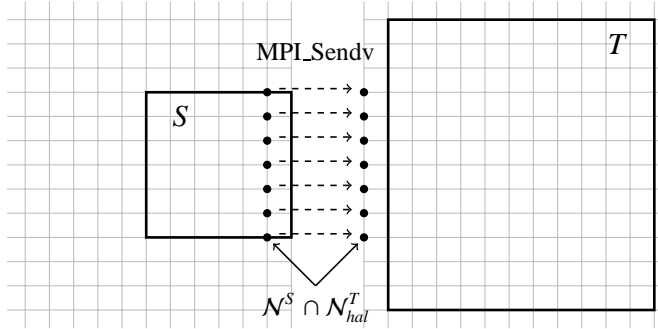 T
MPI_Sendv
S
𝒩^S ∩ 𝒩^T_hal